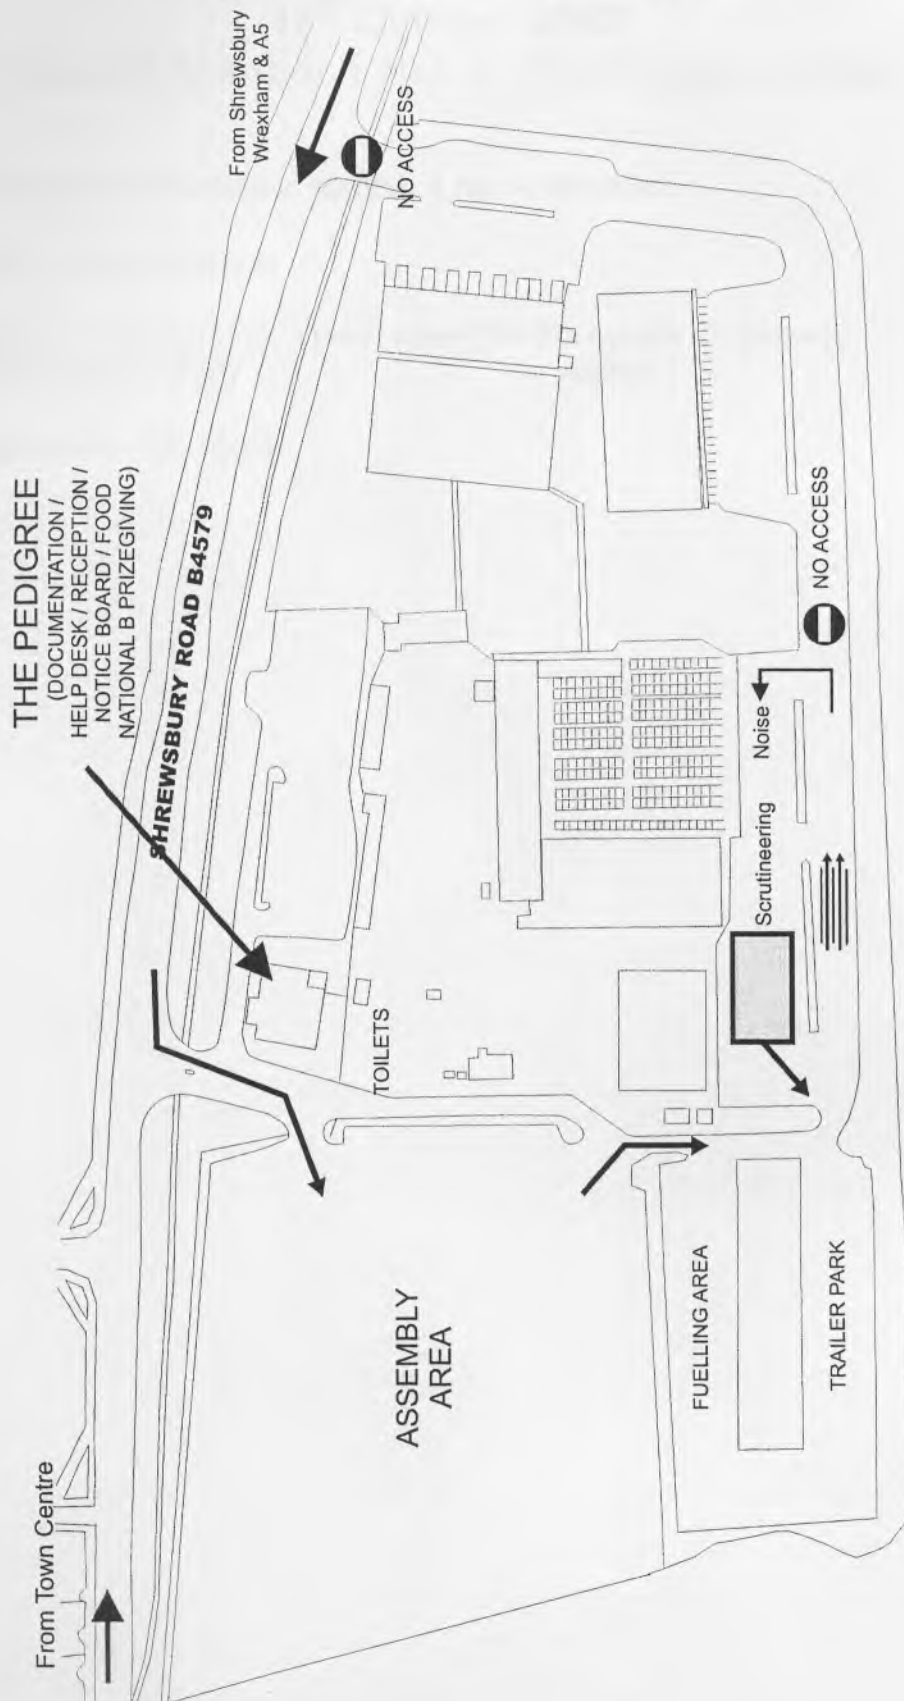 THE PEDIGREE
(DOCUMENTATION /
HELP DESK / RECEPTION /
NOTICE BOARD / FOOD
NATIONAL B PRIZEGIVING)
From Shrewsbury
Wrexham & A5
NO ACCESS
SHREWSBURY ROAD B4579
From Town Centre
TOILETS
ASSEMBLY
AREA
FUELLING AREA
TRAILER PARK
Scrutineering
Noise
NO ACCESS